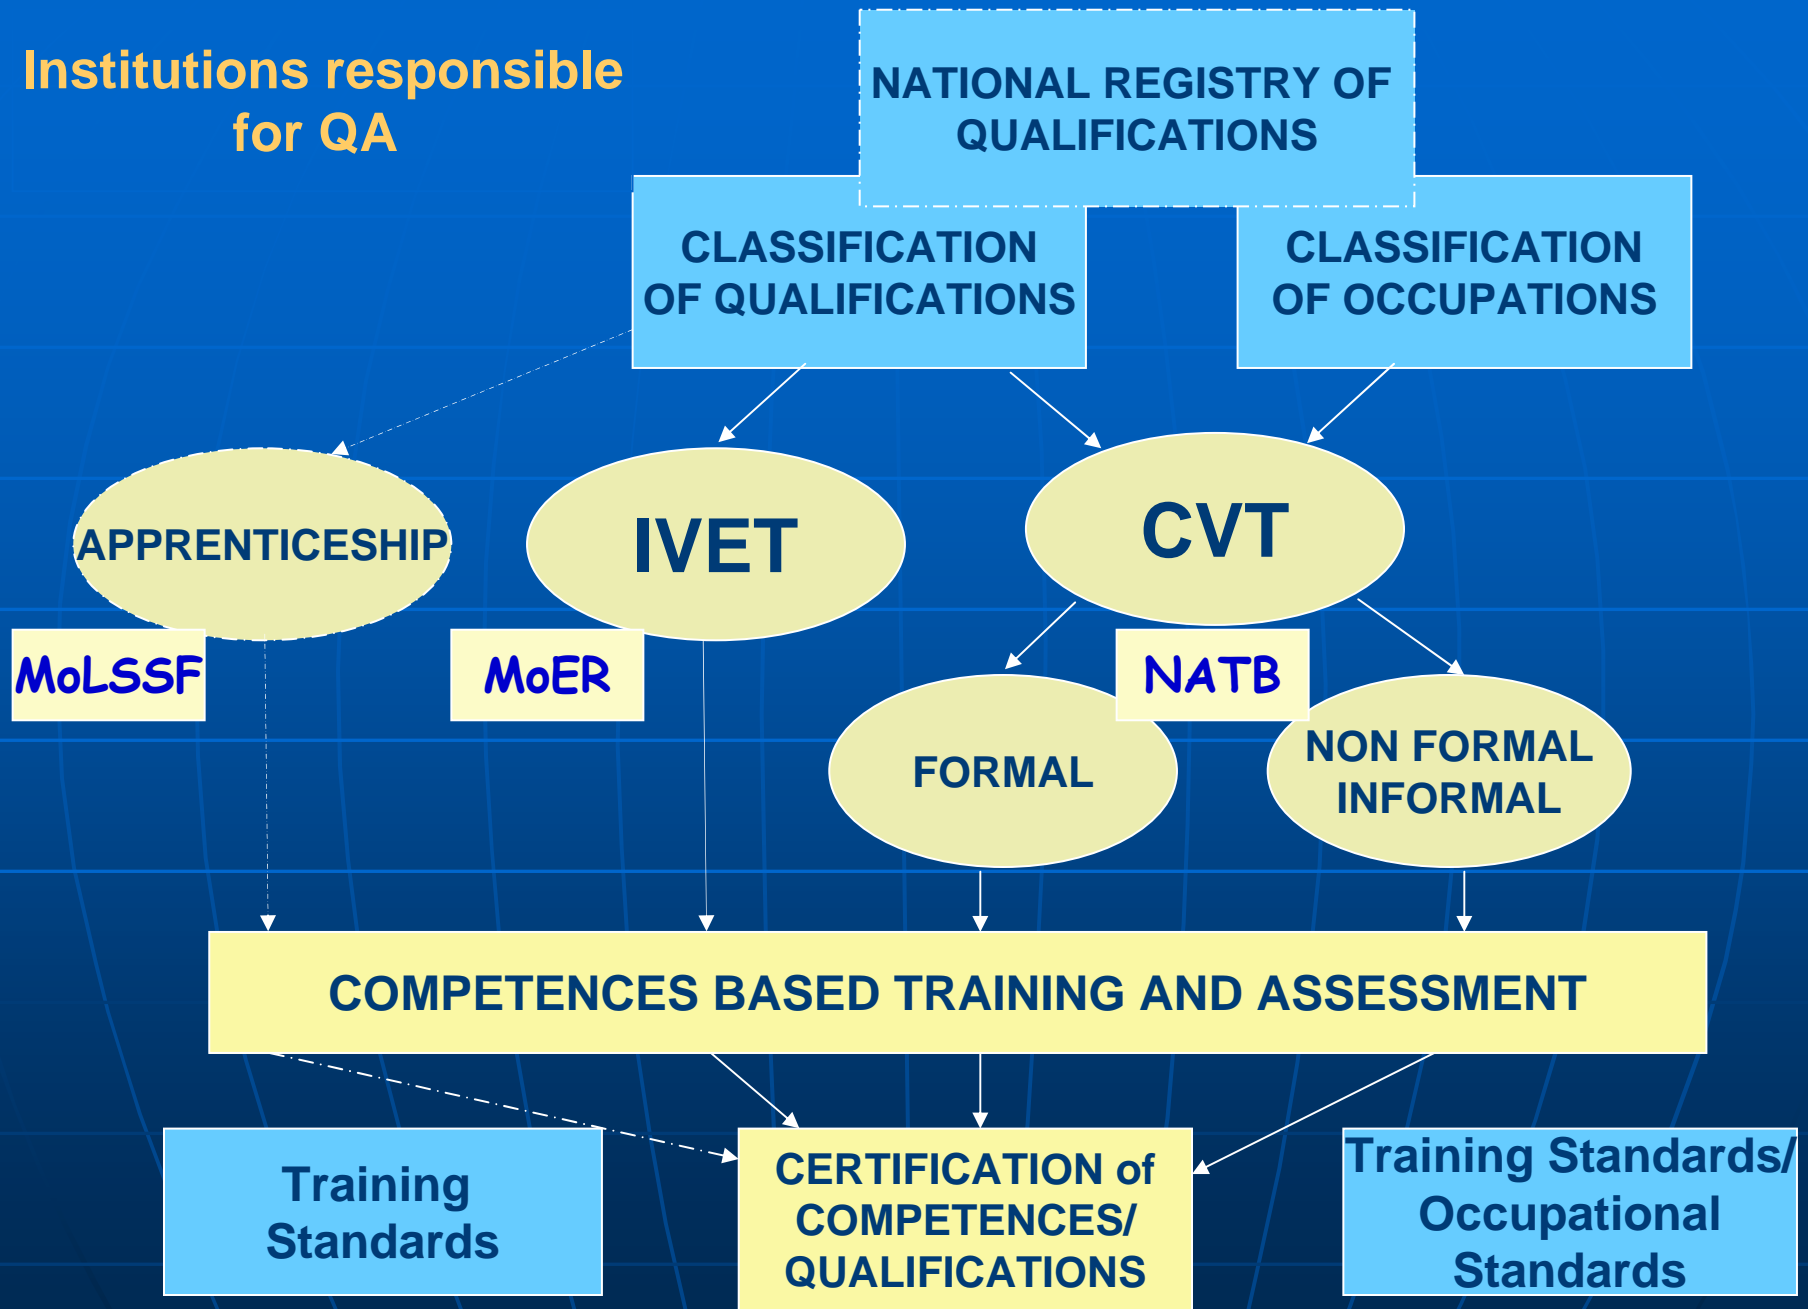 Institutions responsible
for QA
NATIONAL REGISTRY OF
QUALIFICATIONS
CLASSIFICATION
OF QUALIFICATIONS
CLASSIFICATION
OF OCCUPATIONS
APPRENTICESHIP
IVET
CVT
MoLSSF
MoER
NATB
FORMAL
NON FORMAL
INFORMAL
COMPETENCES BASED TRAINING AND ASSESSMENT
Training
Standards
CERTIFICATION of
COMPETENCES/
QUALIFICATIONS
Training Standards/
Occupational
Standards